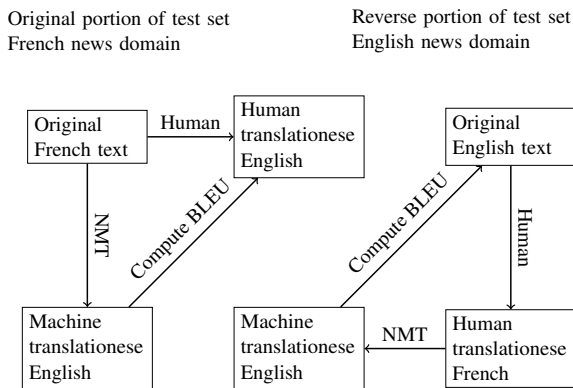 Original portion of test set
French news domain
Reverse portion of test set
English news domain
Original
French text
Human
Human
translationese
English
NMT
Compute BLEU
Machine
translationese
English
Original
English text
Human
Compute BLEU
Machine
translationese
English
NMT
Human
translationese
French